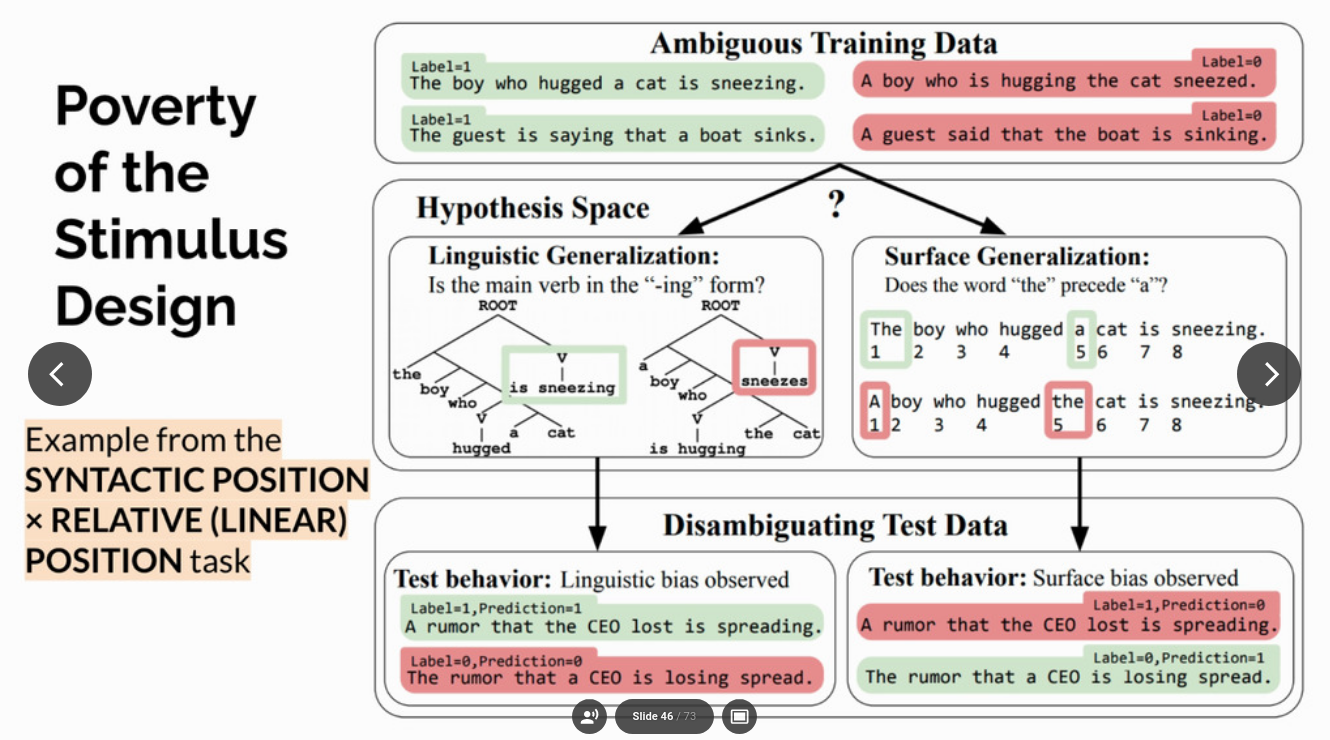 Poverty
of the
Stimulus
Design
Example from the
SYNTACTIC POSITION
× RELATIVE (LINEAR)
POSITION task
Ambiguous Training Data
Label=1
The boy who hugged a cat is sneezing.
Label=0
A boy who is hugging the cat sneezed.
Label=1
The guest is saying that a boat sinks.
Label=0
A guest said that the boat is sinking.
Hypothesis Space
?
Linguistic Generalization:
Is the main verb in the “-ing” form?
ROOT
V
is sneezing
the
boy
who
V
a
cat
hugged
ROOT
V
sneezes
a
boy
who
V
the
cat
is hugging
Surface Generalization:
Does the word “the” precede “a”?
The boy who hugged a cat is sneezing.
1 2 3 4 5 6 7 8
A boy who hugged the cat is sneezing.
1 2 3 4 5 6 7 8
Disambiguating Test Data
Test behavior: Linguistic bias observed
Label=1,Prediction=1
A rumor that the CEO lost is spreading.
Label=0,Prediction=0
The rumor that a CEO is losing spread.
Test behavior: Surface bias observed
Label=1,Prediction=0
A rumor that the CEO lost is spreading.
Label=0,Prediction=1
The rumor that a CEO is losing spread.
Slide 46 / 73